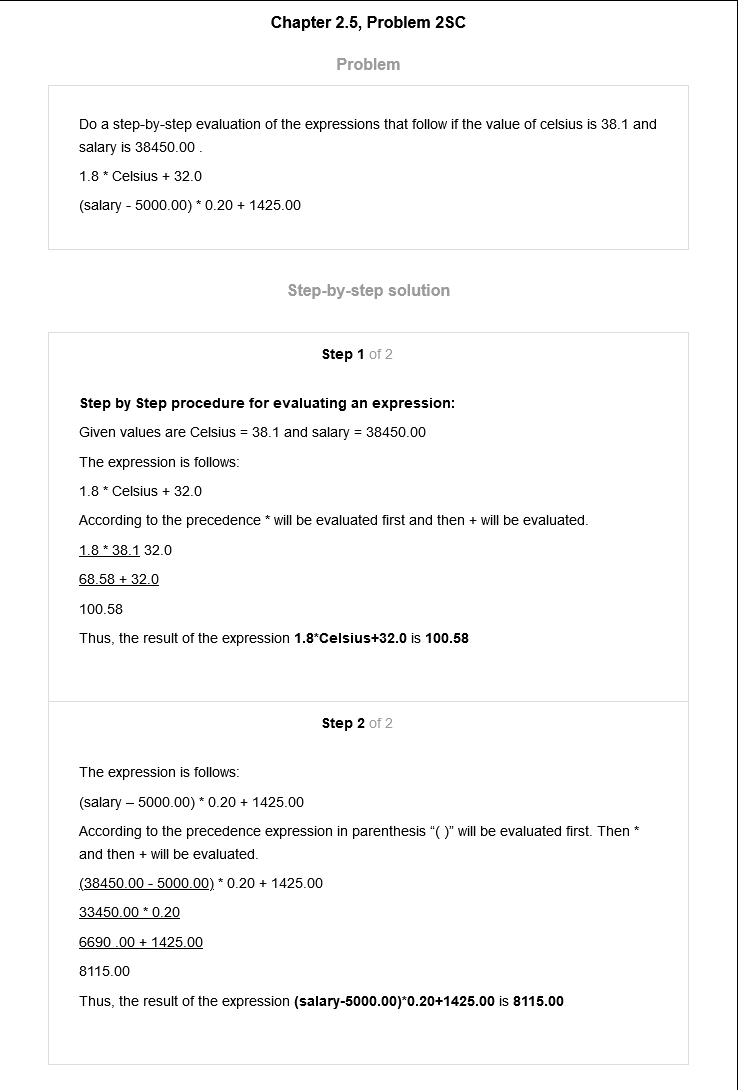 Chapter 2.5, Problem 2SC
Problem
Do a step-by-step evaluation of the expressions that follow if the value of celsius is 38.1 and
salary is 38450.00 .
1.8 * Celsius + 32.0
(salary - 5000.00) * 0.20 + 1425.00
Step-by-step solution
Step 1 of 2
Step by Step procedure for evaluating an expression:
Given values are Celsius = 38.1 and salary = 38450.00
The expression is follows:
1.8 * Celsius + 32.0
According to the precedence * will be evaluated first and then + will be evaluated.
1.8 * 38.1 32.0
68.58 + 32.0
100.58
Thus, the result of the expression 1.8*Celsius+32.0 is 100.58
Step 2 of 2
The expression is follows:
(salary – 5000.00) * 0.20 + 1425.00
According to the precedence expression in parenthesis “( )” will be evaluated first. Then *
and then + will be evaluated.
(38450.00 - 5000.00) * 0.20 + 1425.00
33450.00 * 0.20
6690 .00 + 1425.00
8115.00
Thus, the result of the expression (salary-5000.00)*0.20+1425.00 is 8115.00